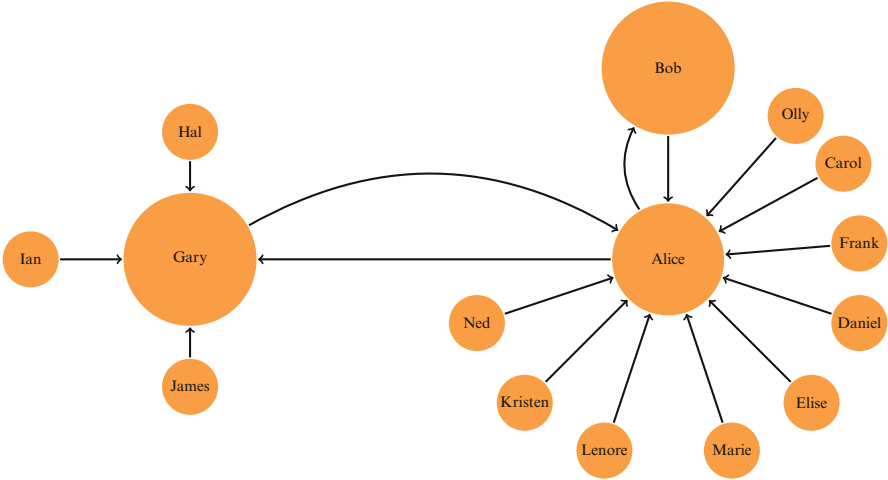 Bob
Olly
Hal
Carol
Frank
Gary
Ian
Alice
Ned
Daniel
James
Kristen
Elise
Lenore
Marie